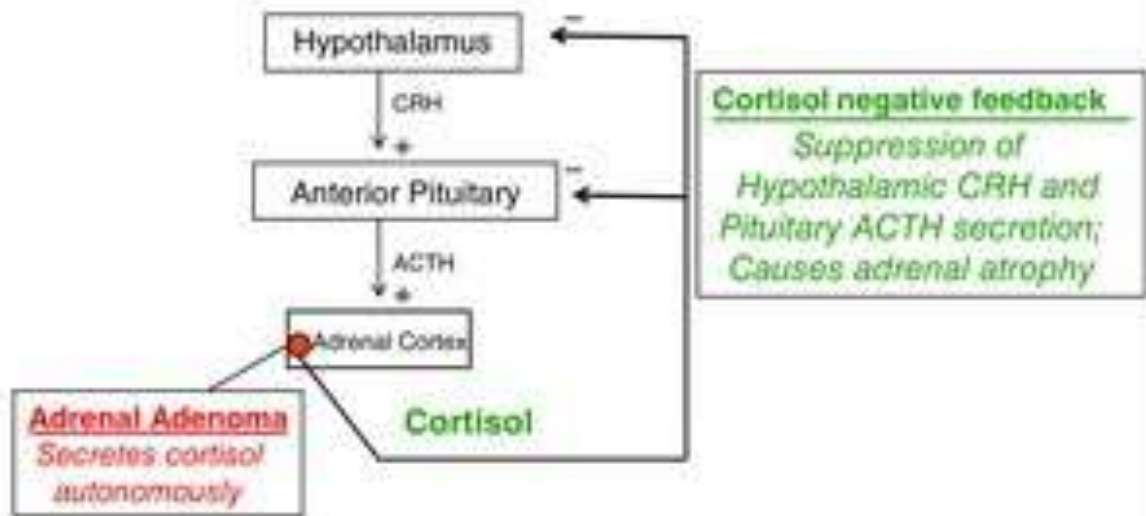 Hypothalamus
–
CRH
+
Anterior Pituitary
–
ACTH
+
Adrenal Cortex
Cortisol negative feedback
Suppression of
Hypothalamic CRH and
Pituitary ACTH secretion;
Causes adrenal atrophy
Adrenal Adenoma
Secretes cortisol
autonomously
Cortisol